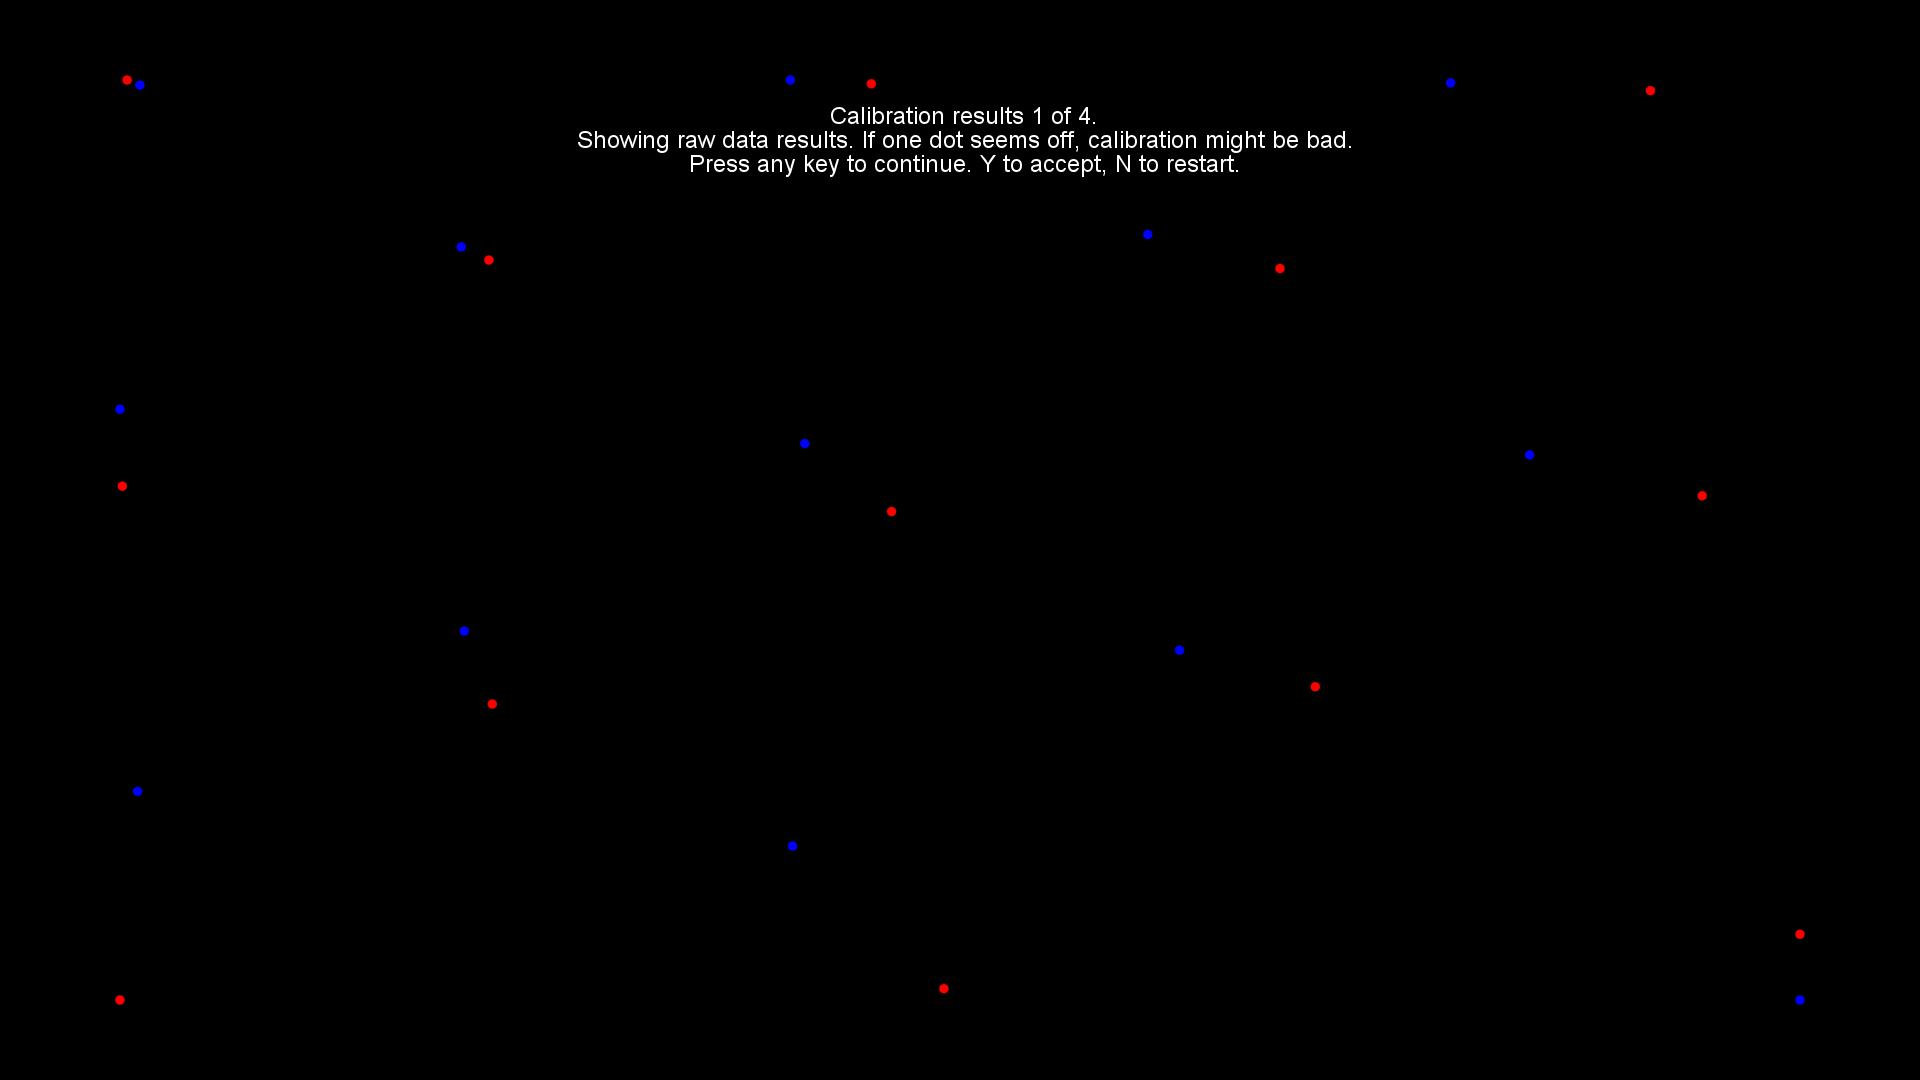 Calibration results 1 of 4.
Showing raw data results. If one dot seems off, calibration might be bad.
Press any key to continue. Y to accept, N to restart.